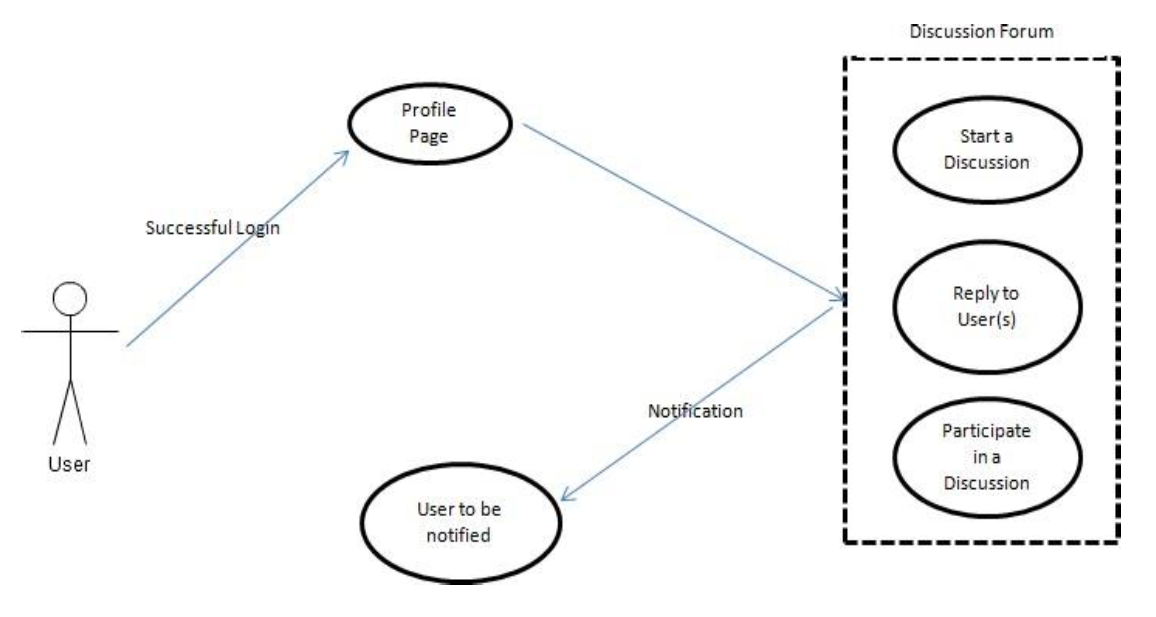 Discussion Forum
Profile
Page
Start a
Discussion
Successful Login
Reply to
User(s)
Notification
Participate
in a
Discussion
User
User to be
notified